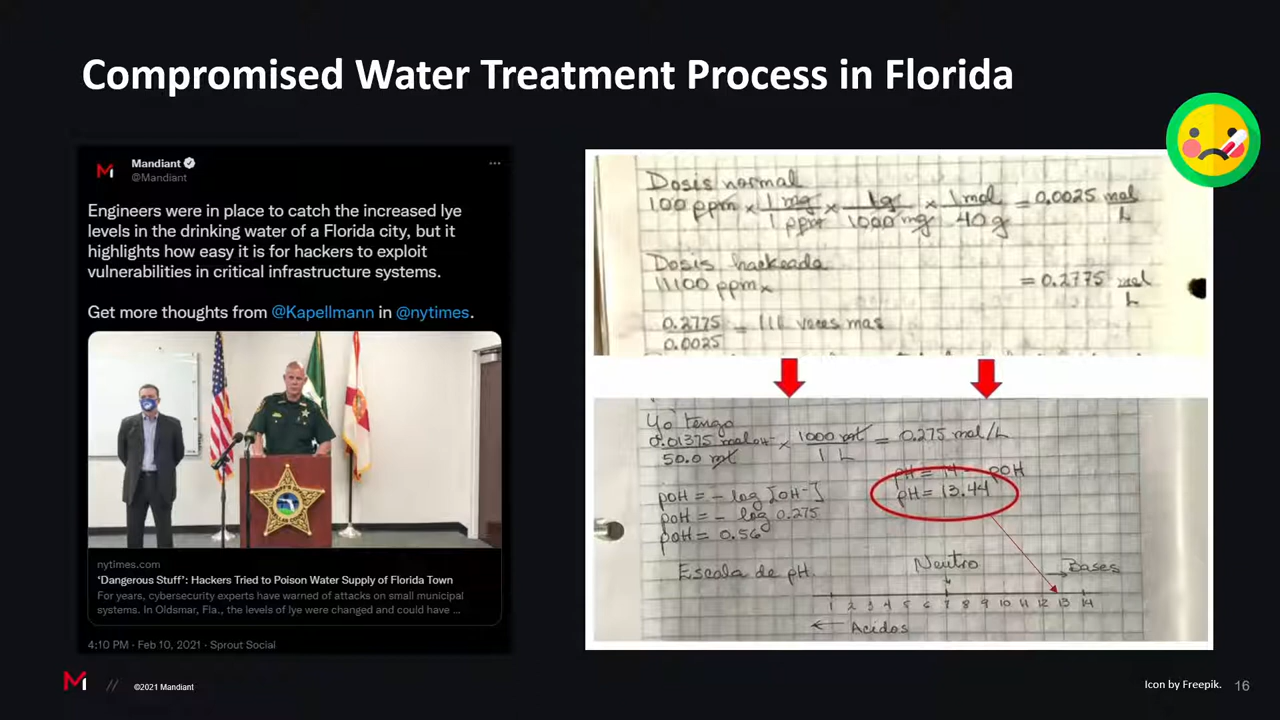 Compromised Water Treatment Process in Florida
Mandiant
@Mandiant
Engineers were in place to catch the increased lye
levels in the drinking water of a Florida city, but it
highlights how easy it is for hackers to exploit
vulnerabilities in critical infrastructure systems.
Get more thoughts from @Kapellmann in @nytimes.
nytimes.com
'Dangerous Stuff': Hackers Tried to Poison Water Supply of Florida Town
For years, cybersecurity experts have warned of attacks on small municipal
systems. In Oldsmar, Fla., the levels of lye were changed and could have ...
4:10 PM · Feb 10, 2021 · Sprout Social
Dosis normal
100 ppm x 1 mg / 1 ppm x 1g / 1000 mg x 1 mol / 40 g = 0.0025 mol / L
Dosis hackeada
11100 ppm x = 0.2775 mol / L
0.2775 / 0.0025 = 111 veces mas
Yo tengo
0.01375 mol OH- / 50.0 ml x 1000 ml / 1 L = 0.275 mol/L
pH = 14 - pOH
pH = 13.44
pOH = - log [OH-]
pOH = - log 0.275
pOH = 0.56
Escala de pH.
Neutro
Bases
1 2 3 4 5 6 7 8 9 10 11 12 13 14
Acidos
M // ©2021 Mandiant
Icon by Freepik. 16